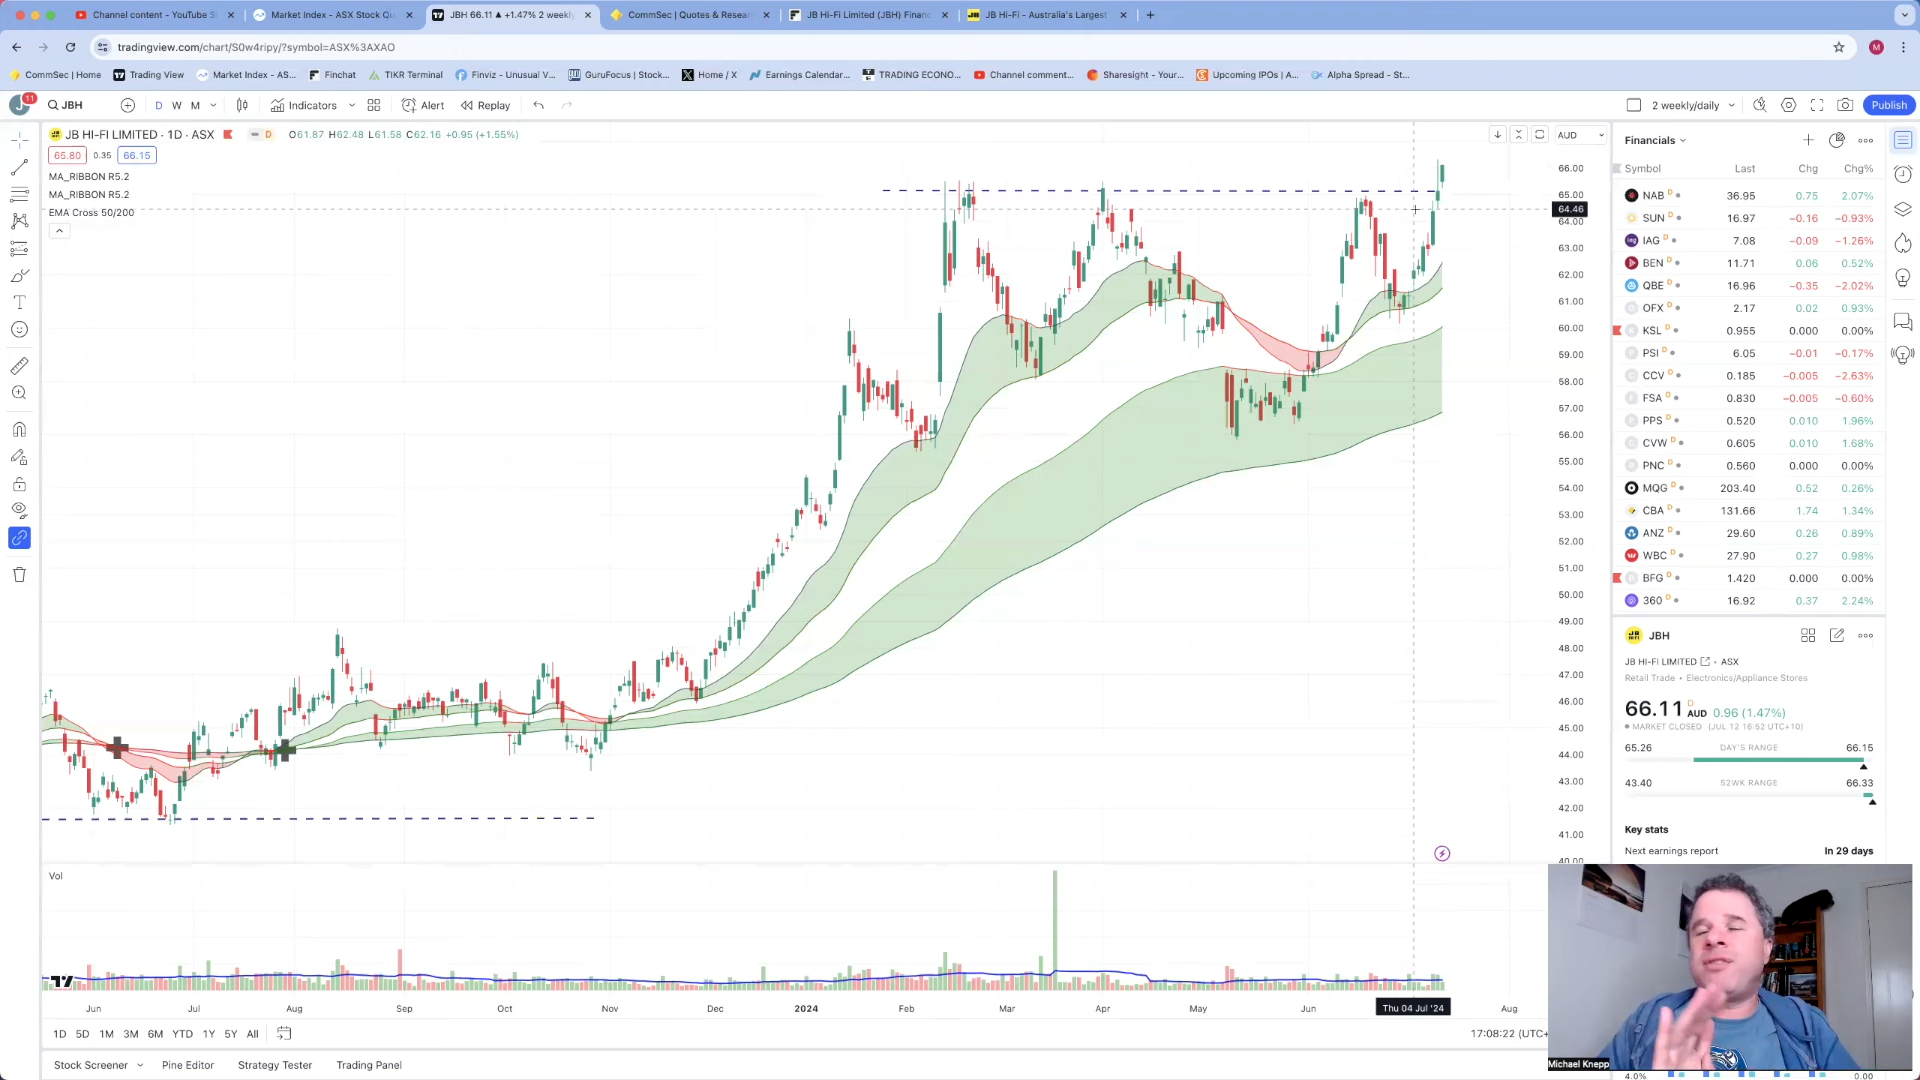 Channel content - YouTube S
Market Index - ASX Stock Qu
JBH 66.11 ▲ +1.47% 2 weekly
CommSec | Quotes & Resear
JB Hi-Fi Limited (JBH) Financ
JB Hi-Fi - Australia's Largest
tradingview.com/chart/S0w4ripy/?symbol=ASX%3AXAO
M
CommSec | Home
Trading View
Market Index - AS...
Finchat
TIKR Terminal
Finviz - Unusual V...
GuruFocus | Stock...
Home / X
Earnings Calendar...
TRADING ECONO...
Channel comment...
Sharesight - Your...
Upcoming IPOs | A...
Alpha Spread - St...
J 11 JBH D W M Indicators Alert Replay 2 weekly/daily Publish
JB HI-FI LIMITED · 1D · ASX D O61.87 H62.48 L61.58 C62.16 +0.95 (+1.55%)
65.80 0.35 66.15
MA_RIBBON R5.2
MA_RIBBON R5.2
EMA Cross 50/200
AUD
66.00
65.00
64.46
64.00
63.00
62.00
61.00
60.00
59.00
58.00
57.00
56.00
55.00
54.00
53.00
52.00
51.00
50.00
49.00
48.00
47.00
46.00
45.00
44.00
43.00
42.00
41.00
40.00
Vol
Jun Jul Aug Sep Oct Nov Dec 2024 Feb Mar Apr May Jun Thu 04 Jul '24 Aug
1D 5D 1M 3M 6M YTD 1Y 5Y All 17:08:22 (UTC+
Stock Screener Pine Editor Strategy Tester Trading Panel
Financials
Symbol Last Chg Chg%
NAB D 36.95 0.75 2.07%
SUN D 16.97 −0.16 −0.93%
IAG D 7.08 −0.09 −1.26%
BEN D 11.71 0.06 0.52%
QBE D 16.96 −0.35 −2.02%
OFX D 2.17 0.02 0.93%
KSL D 0.955 0.000 0.00%
PSI D 6.05 −0.01 −0.17%
CCV D 0.185 −0.005 −2.63%
FSA D 0.830 −0.005 −0.60%
PPS D 0.520 0.010 1.96%
CVW D 0.605 0.010 1.68%
PNC D 0.560 0.000 0.00%
MQG D 203.40 0.52 0.26%
CBA D 131.66 1.74 1.34%
ANZ D 29.60 0.26 0.89%
WBC D 27.90 0.27 0.98%
BFG D 1.420 0.000 0.00%
360 D 16.92 0.37 2.24%
JBH
JB HI-FI LIMITED · ASX
Retail Trade • Electronics/Appliance Stores
66.11 D AUD 0.96 (1.47%)
MARKET CLOSED (JUL 12 16:52 UTC+10)
65.26 DAY'S RANGE 66.15
43.40 52WK RANGE 66.33
Key stats
Next earnings report In 29 days
Michael Knepp
4.0% 0.00